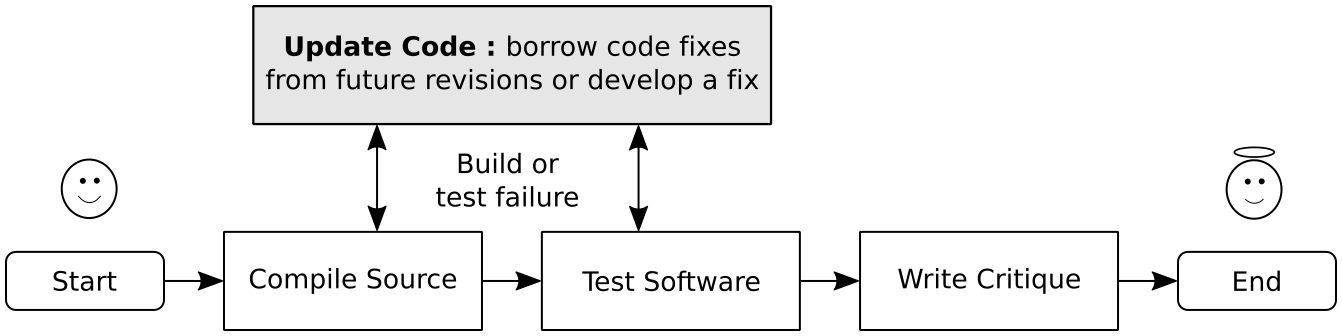 Update Code : borrow code fixes
from future revisions or develop a fix
Build or
test failure
Start
Compile Source
Test Software
Write Critique
End